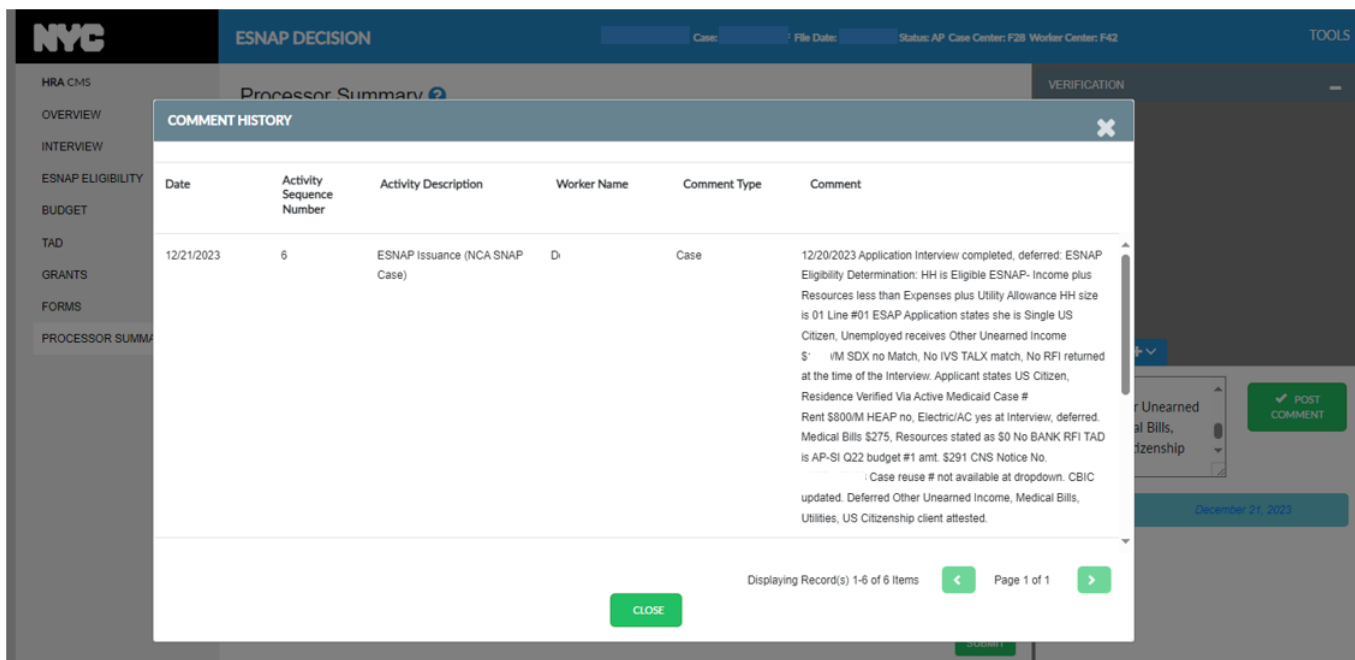 NYC
ESNAP DECISION
Case:
File Date:
Status: AP Case Center: F28 Worker Center: F42
TOOLS
HRA CMS
OVERVIEW
INTERVIEW
ESNAP ELIGIBILITY
BUDGET
TAD
GRANTS
FORMS
PROCESSOR SUMMA
Processor Summary ?
VERIFICATION
COMMENT HISTORY
Date
Activity
Sequence
Number
Activity Description
Worker Name
Comment Type
Comment
12/21/2023
6
ESNAP Issuance (NCA SNAP
Case)
Case
12/20/2023 Application Interview completed, deferred: ESNAP
Eligibility Determination: HH is Eligible ESNAP- Income plus
Resources less than Expenses plus Utility Allowance HH size
is 01 Line #01 ESAP Application states she is Single US
Citizen, Unemployed receives Other Unearned Income
/M SDX no Match, No IVS TALX match, No RFI returned
at the time of the Interview. Applicant states US Citizen,
Residence Verified Via Active Medicaid Case #
Rent $800/M HEAP no, Electric/AC yes at Interview, deferred.
Medical Bills $275, Resources stated as $0 No BANK RFI TAD
is AP-SI Q22 budget #1 amt. $291 CNS Notice No.
Case reuse # not available at dropdown. CBIC
updated. Deferred Other Unearned Income, Medical Bills,
Utilities, US Citizenship client attested.
Displaying Record(s) 1-6 of 6 Items
Page 1 of 1
CLOSE
r Unearned
al Bills,
tizenship
POST
COMMENT
December 21, 2023
SUBMIT